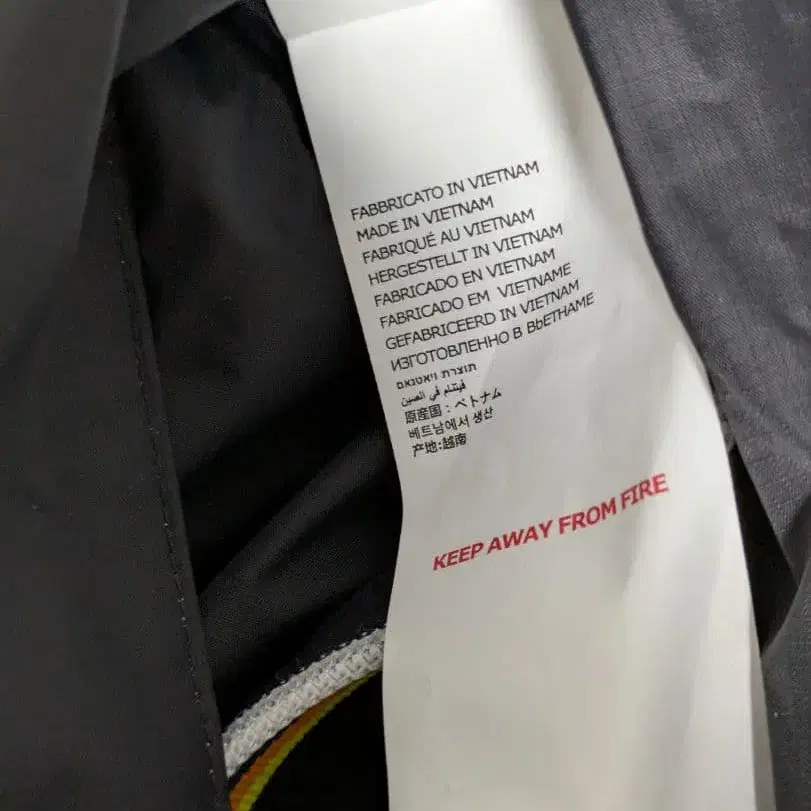 FABBRICATO IN VIETNAM
MADE IN VIETNAM
FABRIQUÉ AU VIETNAM
HERGESTELLT IN VIETNAM
FABRICADO EN VIETNAM
FABRICADO EM VIETNAME
GEFABRICEERD IN VIETNAM
ИЗГОТОВЛЕННО В ВЬЕТНАМЕ
תוצרת ויאטנאם
فيتنام في الصين
原産国：ベトナム
베트남에서 생산
产地:越南
KEEP AWAY FROM FIRE